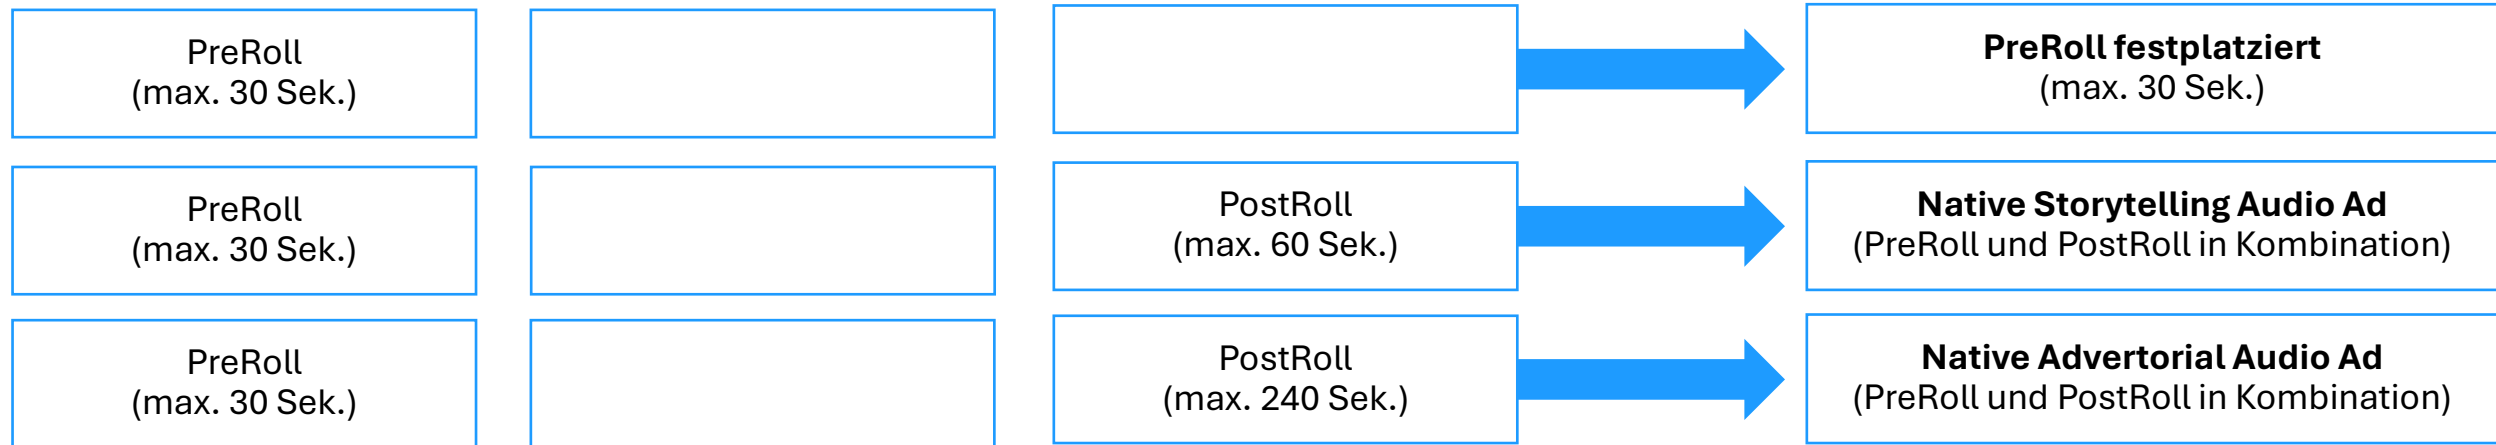 PreRoll
(max. 30 Sek.)
PreRoll festplatziert
(max. 30 Sek.)
PreRoll
(max. 30 Sek.)
PostRoll
(max. 60 Sek.)
Native Storytelling Audio Ad
(PreRoll und PostRoll in Kombination)
PreRoll
(max. 30 Sek.)
PostRoll
(max. 240 Sek.)
Native Advertorial Audio Ad
(PreRoll und PostRoll in Kombination)